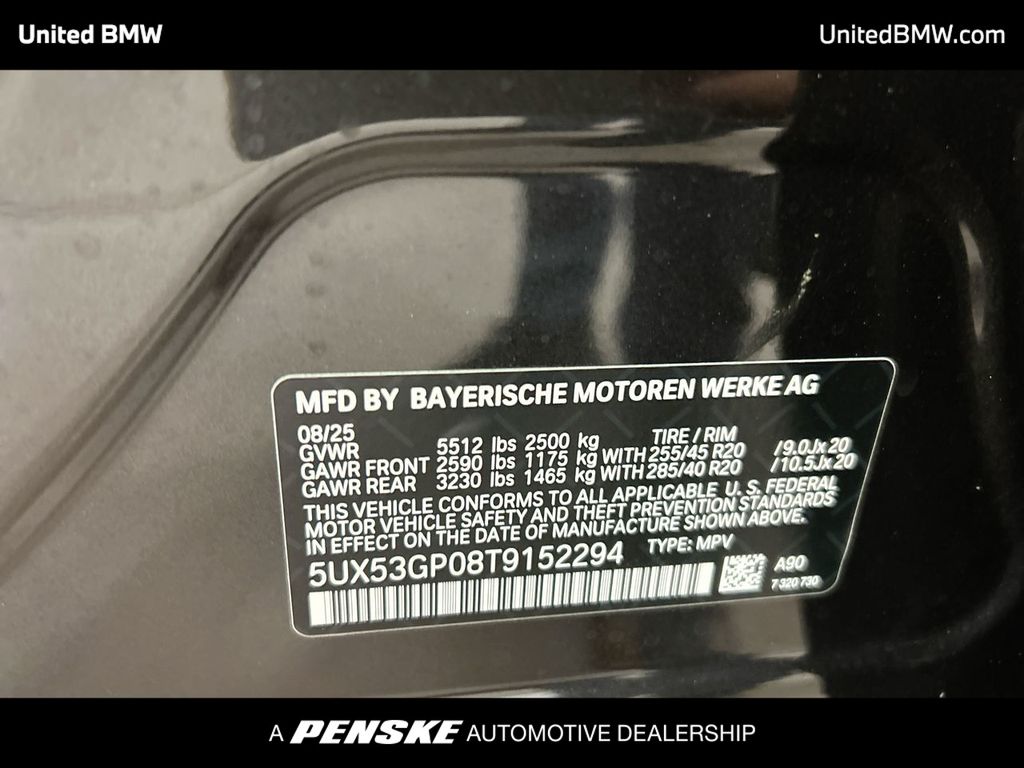 United BMW
UnitedBMW.com
MFD BY BAYERISCHE MOTOREN WERKE AG
08/25 TIRE / RIM
GVWR 5512 lbs 2500 kg
GAWR FRONT 2590 lbs 1175 kg WITH 255/45 R20 /9.0Jx20
GAWR REAR 3230 lbs 1465 kg WITH 285/40 R20 /10.5Jx20
THIS VEHICLE CONFORMS TO ALL APPLICABLE U. S. FEDERAL
MOTOR VEHICLE SAFETY AND THEFT PREVENTION STANDARDS
IN EFFECT ON THE DATE OF MANUFACTURE SHOWN ABOVE.
5UX53GP08T9152294 TYPE: MPV
A90
7 320 730
A PENSKE AUTOMOTIVE DEALERSHIP